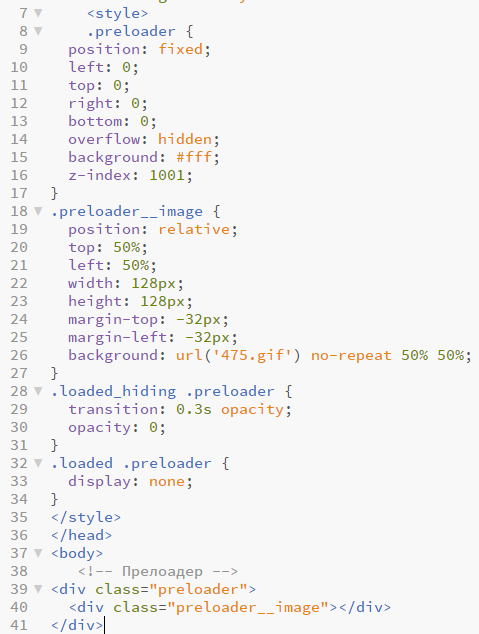 7 <style>
8 .preloader {
9 position: fixed;
10 left: 0;
11 top: 0;
12 right: 0;
13 bottom: 0;
14 overflow: hidden;
15 background: #fff;
16 z-index: 1001;
17 }
18 .preloader__image {
19 position: relative;
20 top: 50%;
21 left: 50%;
22 width: 128px;
23 height: 128px;
24 margin-top: -32px;
25 margin-left: -32px;
26 background: url('475.gif') no-repeat 50% 50%;
27 }
28 .loaded_hiding .preloader {
29 transition: 0.3s opacity;
30 opacity: 0;
31 }
32 .loaded .preloader {
33 display: none;
34 }
35 </style>
36 </head>
37 <body>
38 <!-- Прелоадер -->
39 <div class="preloader">
40 <div class="preloader__image"></div>
41 </div>